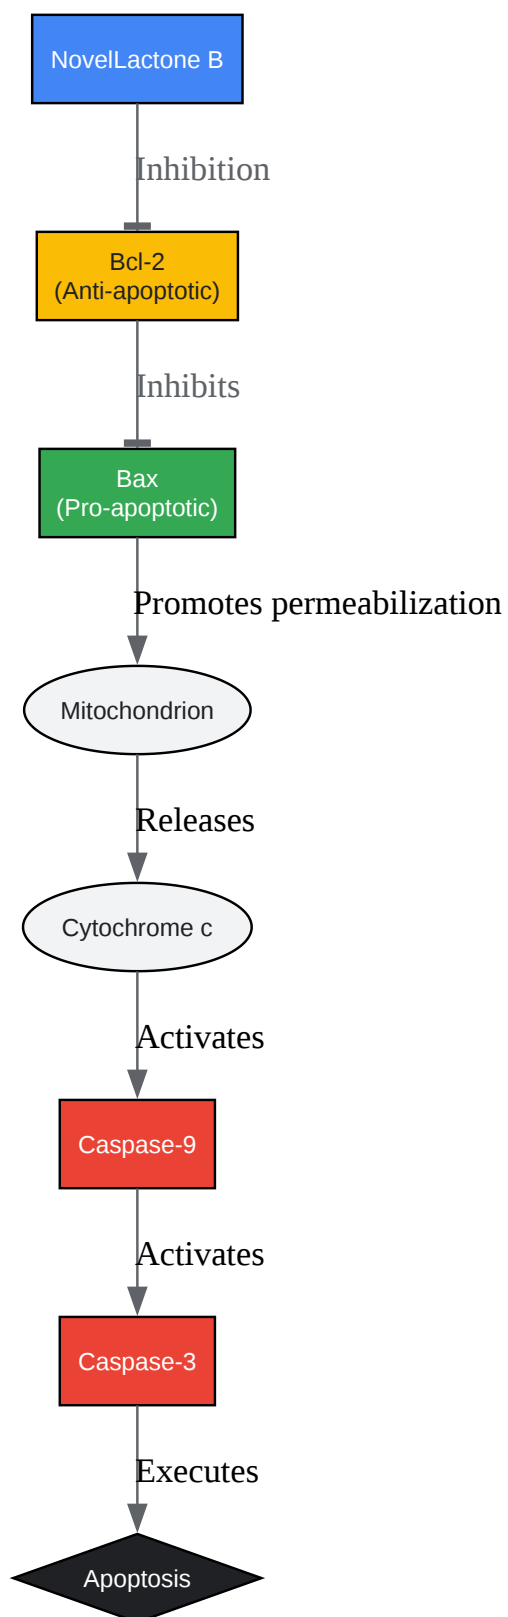 NovelLactone B
Inhibition
Bcl-2
(Anti-apoptotic)
Inhibits
Bax
(Pro-apoptotic)
Promotes permeabilization
Mitochondrion
Releases
Cytochrome c
Activates
Caspase-9
Activates
Caspase-3
Executes
Apoptosis